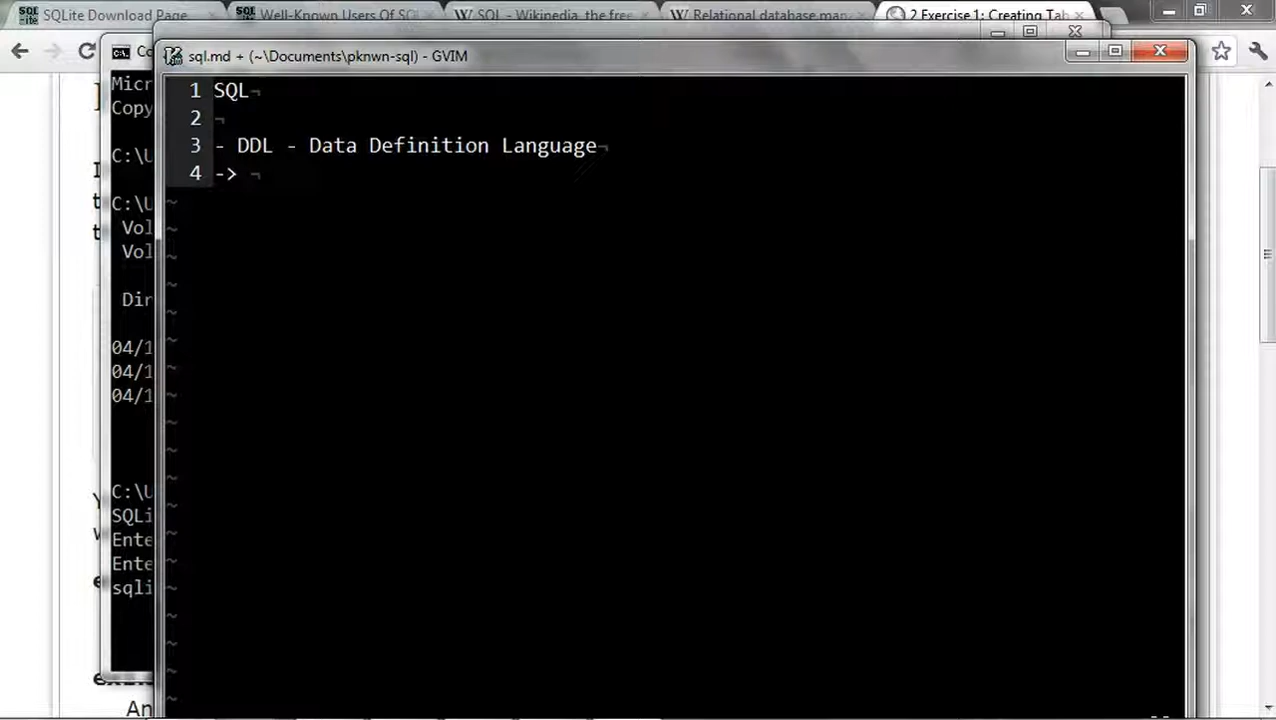 SQLite Download Page
Well-Known Users Of SQ
SQL - Wikipedia, the free
Relational database man
2 Exercise 1: Creating Tab
sql.md + (~\Documents\pknwn-sql) - GVIM
C:\
Co
Micr
Copy
C:\U
C:\U
Vol
Vol
Dir
04/1
04/1
04/1
C:\U
SQLi
Ente
Ente
sqli
1 SQL¬
2 ¬
3 - DDL - Data Definition Language¬
4 -> ¬
An